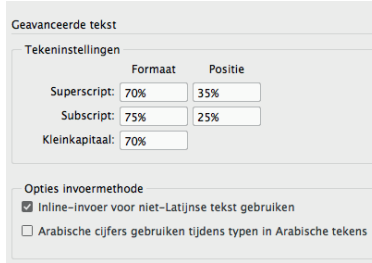 Geavanceerde tekst
Tekeninstellingen
Formaat Positie
Superscript: 70% 35%
Subscript: 75% 25%
Kleinkapitaal: 70%
Opties invoermethode
Inline-invoer voor niet-Latijnse tekst gebruiken
Arabische cijfers gebruiken tijdens typen in Arabische tekens